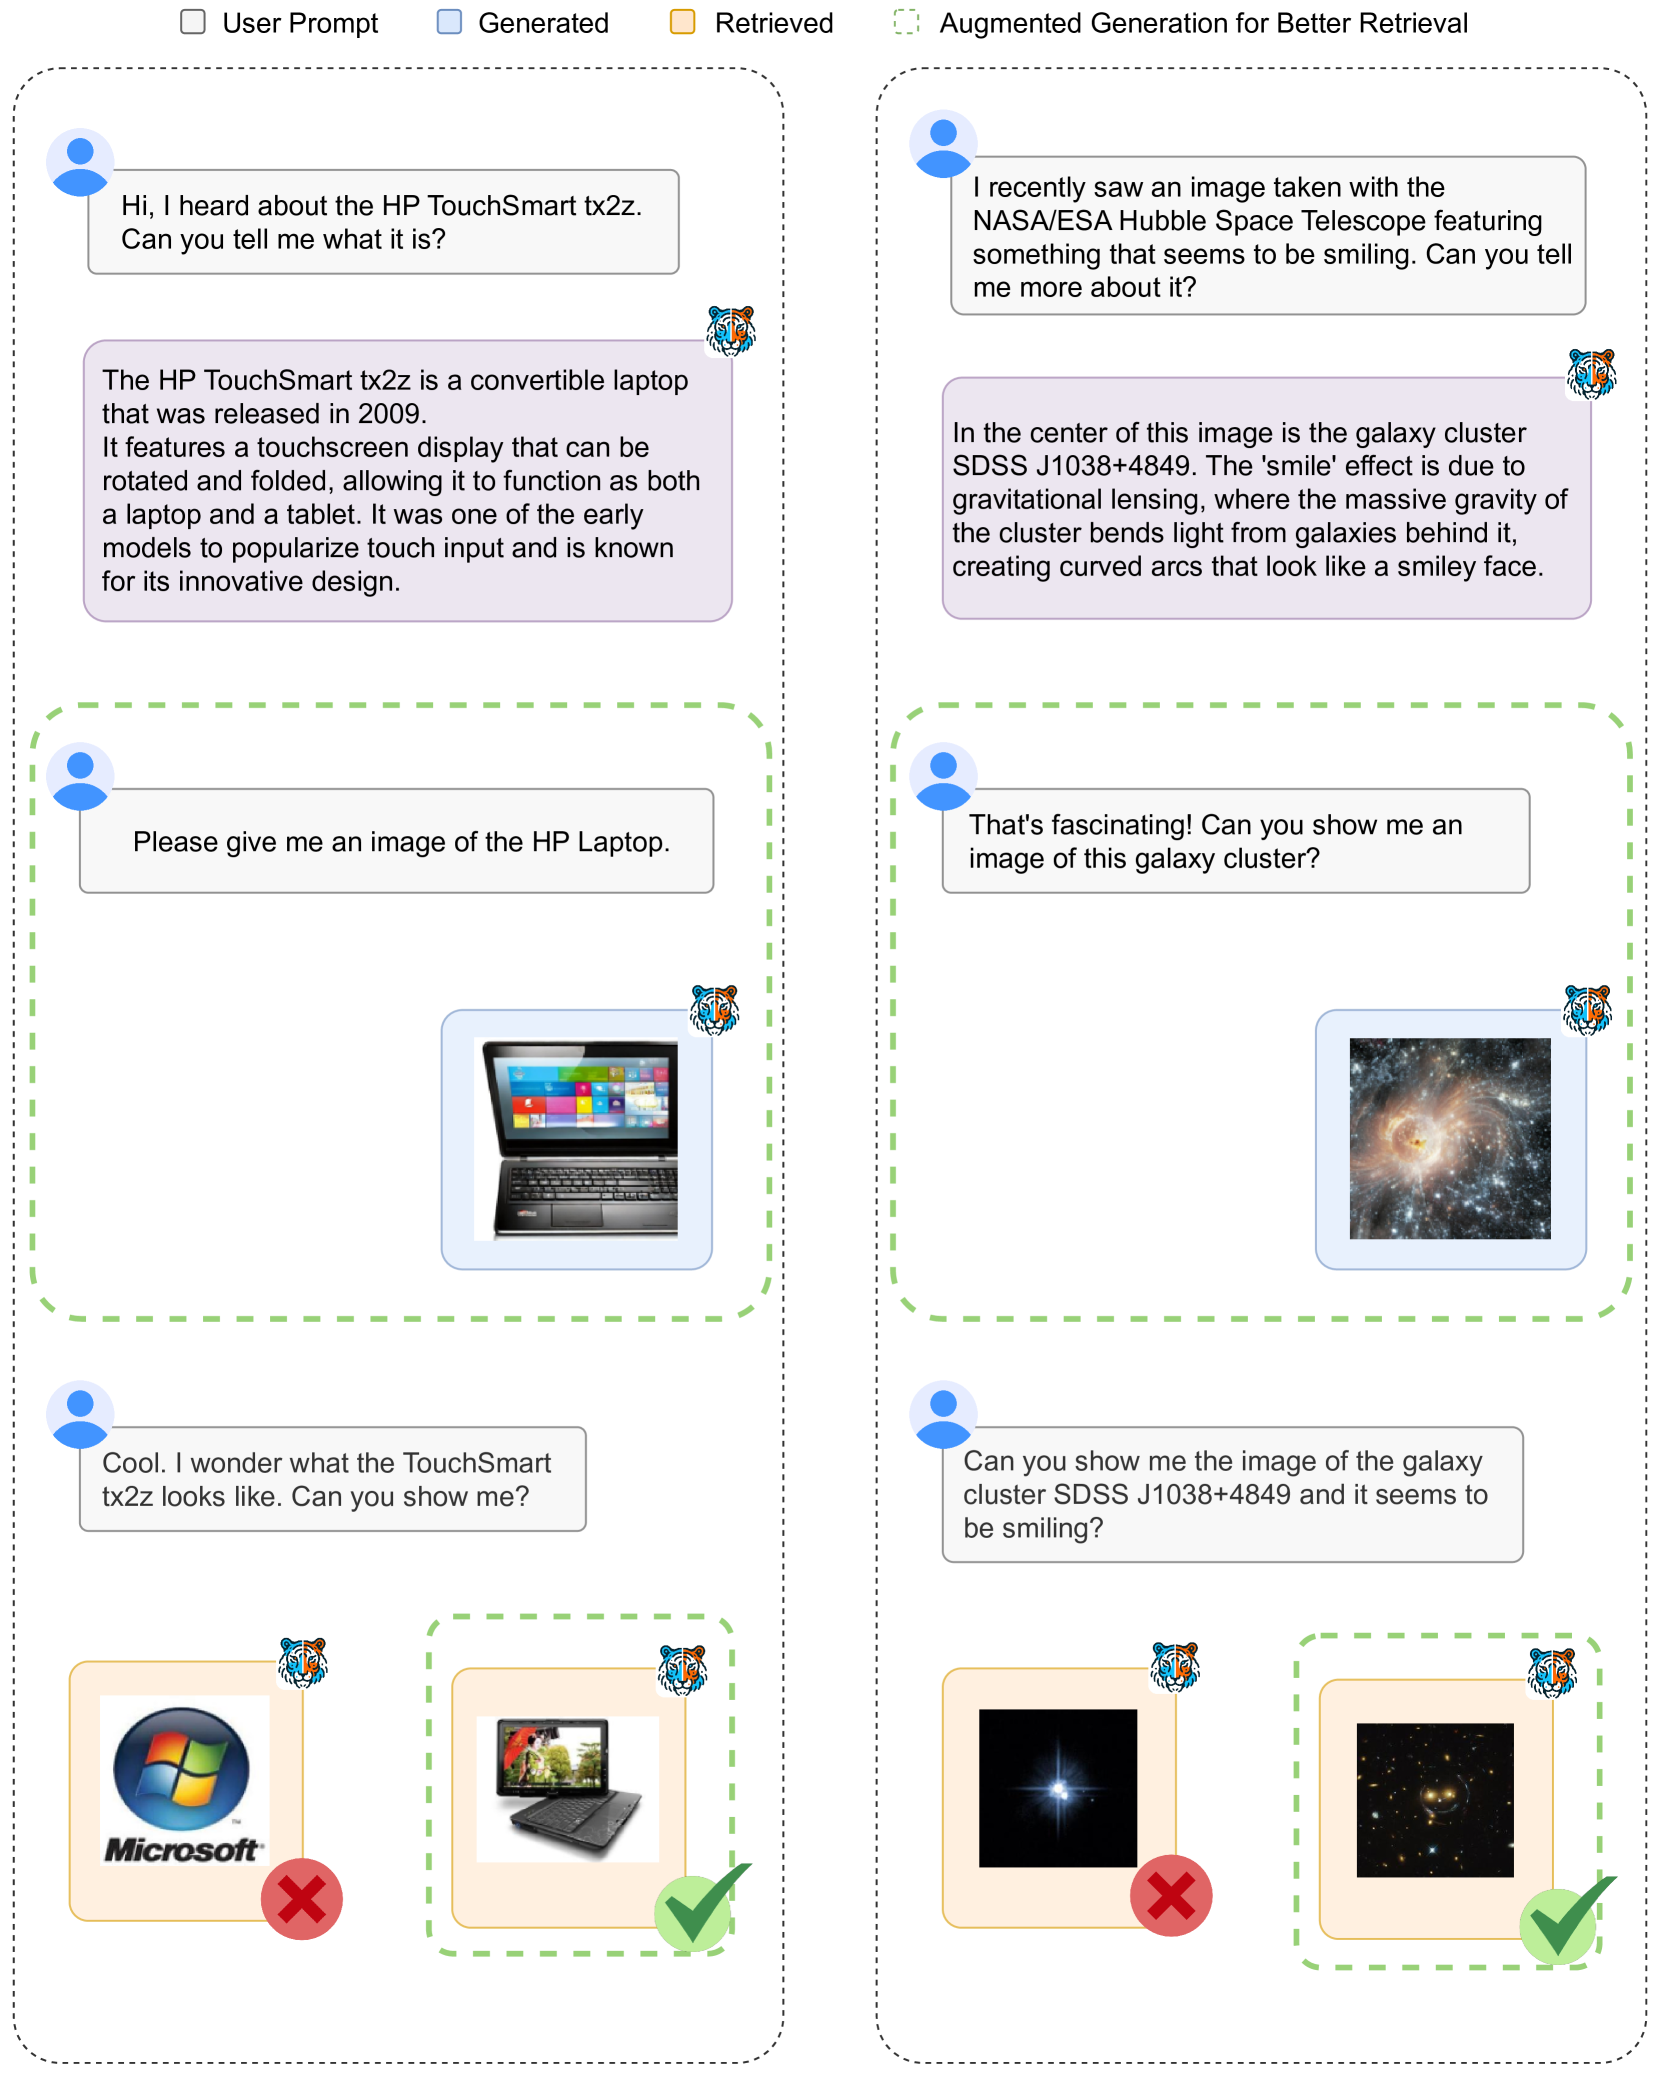 User Prompt
Generated
Retrieved
Augmented Generation for Better Retrieval
Hi, I heard about the HP TouchSmart tx2z.
Can you tell me what it is?
The HP TouchSmart tx2z is a convertible laptop
that was released in 2009.
It features a touchscreen display that can be
rotated and folded, allowing it to function as both
a laptop and a tablet. It was one of the early
models to popularize touch input and is known
for its innovative design.
Please give me an image of the HP Laptop.
Cool. I wonder what the TouchSmart
tx2z looks like. Can you show me?
Microsoft
I recently saw an image taken with the
NASA/ESA Hubble Space Telescope featuring
something that seems to be smiling. Can you tell
me more about it?
In the center of this image is the galaxy cluster
SDSS J1038+4849. The 'smile' effect is due to
gravitational lensing, where the massive gravity of
the cluster bends light from galaxies behind it,
creating curved arcs that look like a smiley face.
That's fascinating! Can you show me an
image of this galaxy cluster?
Can you show me the image of the galaxy
cluster SDSS J1038+4849 and it seems to
be smiling?